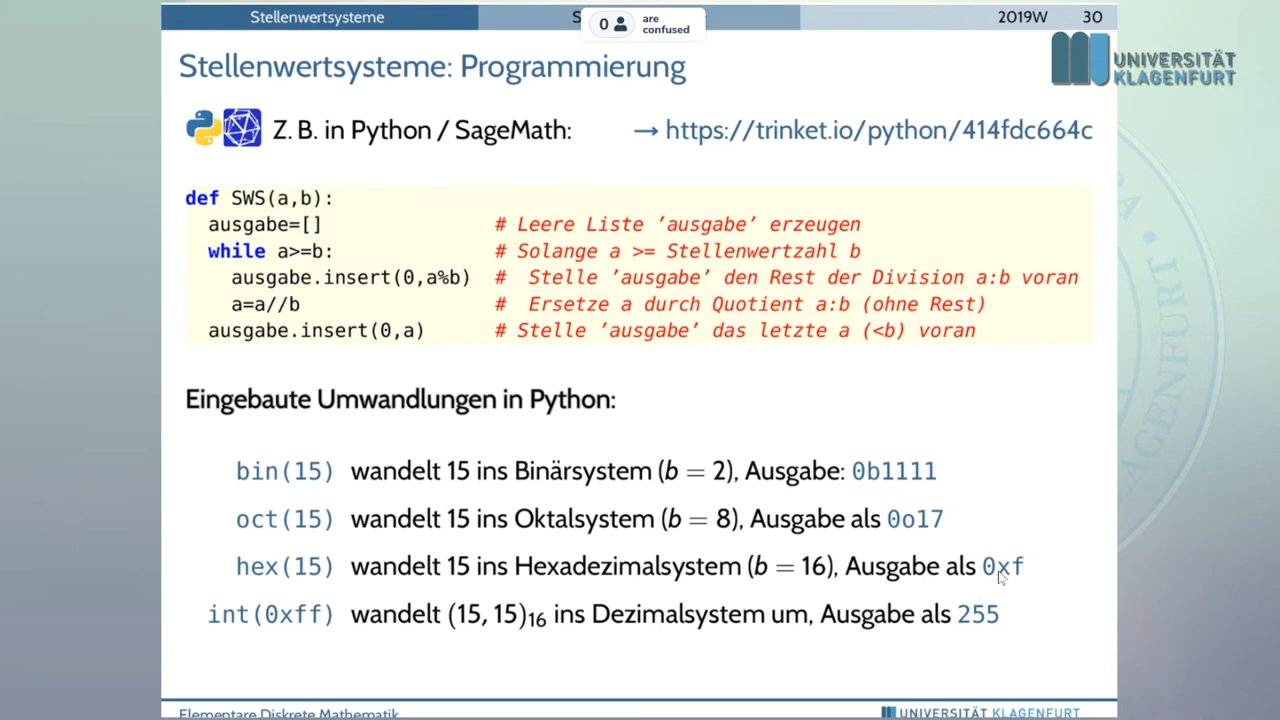 Stellenwertsysteme
S
0
are
confused
2019W 30
Stellenwertsysteme: Programmierung
UNIVERSITÄT
KLAGENFURT
Z. B. in Python / SageMath: → https://trinket.io/python/414fdc664c
def SWS(a,b):
ausgabe=[] # Leere Liste ’ausgabe’ erzeugen
while a>=b: # Solange a >= Stellenwertzahl b
ausgabe.insert(0,a%b) # Stelle ’ausgabe’ den Rest der Division a:b voran
a=a//b # Ersetze a durch Quotient a:b (ohne Rest)
ausgabe.insert(0,a) # Stelle ’ausgabe’ das letzte a (<b) voran
Eingebaute Umwandlungen in Python:
bin(15) wandelt 15 ins Binärsystem (b = 2), Ausgabe: 0b1111
oct(15) wandelt 15 ins Oktalsystem (b = 8), Ausgabe als 0o17
hex(15) wandelt 15 ins Hexadezimalsystem (b = 16), Ausgabe als 0xf
int(0xff) wandelt (15, 15)₁₆ ins Dezimalsystem um, Ausgabe als 255
Elementare Diskrete Mathematik
UNIVERSITÄT KLAGENFURT